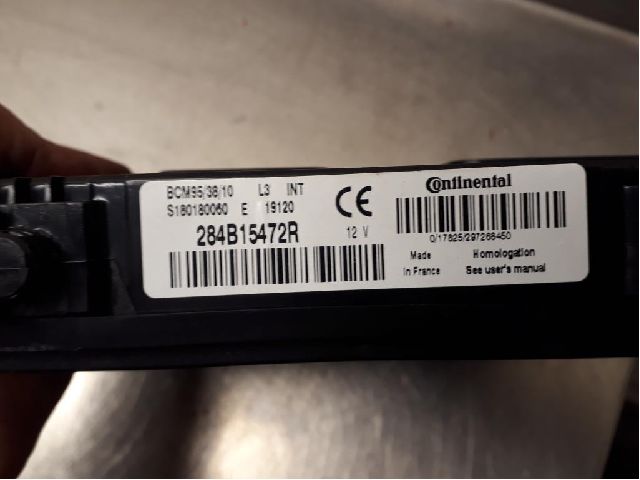 BCM95/38/10 L3 INT
S180180060 E 19120
284B15472R
CE
12 V
Continental
0/17825/297268450
Made
In France
Homologation
See user's manual